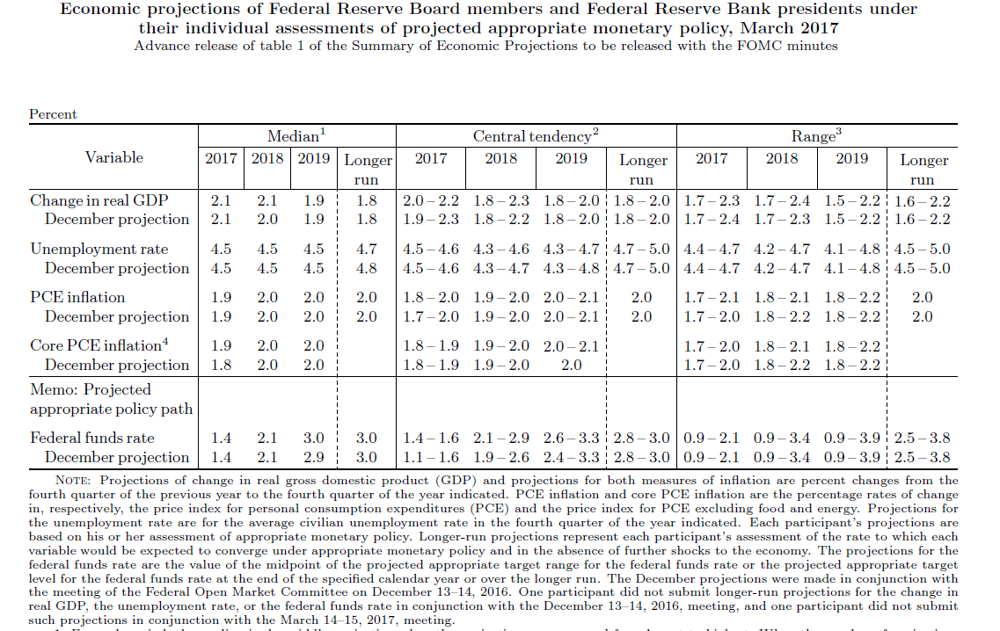 Economic projections of Federal Reserve Board members and Federal Reserve Bank presidents under
their individual assessments of projected appropriate monetary policy, March 2017
Advance release of table 1 of the Summary of Economic Projections to be released with the FOMC minutes
Percent
Variable Median1 Central tendency2 Range3
2017 2018 2019 Longer run 2017 2018 2019 Longer run 2017 2018 2019 Longer run
Change in real GDP 2.1 2.1 1.9 1.8 2.0 – 2.2 1.8 – 2.3 1.8 – 2.0 1.8 – 2.0 1.7 – 2.3 1.7 – 2.4 1.5 – 2.2 1.6 – 2.2
December projection 2.1 2.0 1.9 1.8 1.9 – 2.3 1.8 – 2.2 1.8 – 2.0 1.8 – 2.0 1.7 – 2.4 1.7 – 2.3 1.5 – 2.2 1.6 – 2.2
Unemployment rate 4.5 4.5 4.5 4.7 4.5 – 4.6 4.3 – 4.6 4.3 – 4.7 4.7 – 5.0 4.4 – 4.7 4.2 – 4.7 4.1 – 4.8 4.5 – 5.0
December projection 4.5 4.5 4.5 4.8 4.5 – 4.6 4.3 – 4.7 4.3 – 4.8 4.7 – 5.0 4.4 – 4.7 4.2 – 4.7 4.1 – 4.8 4.5 – 5.0
PCE inflation 1.9 2.0 2.0 2.0 1.8 – 2.0 1.9 – 2.0 2.0 – 2.1 2.0 1.7 – 2.1 1.8 – 2.1 1.8 – 2.2 2.0
December projection 1.9 2.0 2.0 2.0 1.7 – 2.0 1.9 – 2.0 2.0 – 2.1 2.0 1.7 – 2.0 1.8 – 2.2 1.8 – 2.2 2.0
Core PCE inflation4 1.9 2.0 2.0 1.8 – 1.9 1.9 – 2.0 2.0 – 2.1 1.7 – 2.0 1.8 – 2.1 1.8 – 2.2
December projection 1.8 2.0 2.0 1.8 – 1.9 1.9 – 2.0 2.0 1.7 – 2.0 1.8 – 2.2 1.8 – 2.2
Memo: Projected
appropriate policy path
Federal funds rate 1.4 2.1 3.0 3.0 1.4 – 1.6 2.1 – 2.9 2.6 – 3.3 2.8 – 3.0 0.9 – 2.1 0.9 – 3.4 0.9 – 3.9 2.5 – 3.8
December projection 1.4 2.1 2.9 3.0 1.1 – 1.6 1.9 – 2.6 2.4 – 3.3 2.8 – 3.0 0.9 – 2.1 0.9 – 3.4 0.9 – 3.9 2.5 – 3.8
NOTE: Projections of change in real gross domestic product (GDP) and projections for both measures of inflation are percent changes from the
fourth quarter of the previous year to the fourth quarter of the year indicated. PCE inflation and core PCE inflation are the percentage rates of change
in, respectively, the price index for personal consumption expenditures (PCE) and the price index for PCE excluding food and energy. Projections for
the unemployment rate are for the average civilian unemployment rate in the fourth quarter of the year indicated. Each participant's projections are
based on his or her assessment of appropriate monetary policy. Longer-run projections represent each participant's assessment of the rate to which each
variable would be expected to converge under appropriate monetary policy and in the absence of further shocks to the economy. The projections for the
federal funds rate are the value of the midpoint of the projected appropriate target range for the federal funds rate or the projected appropriate target
level for the federal funds rate at the end of the specified calendar year or over the longer run. The December projections were made in conjunction with
the meeting of the Federal Open Market Committee on December 13–14, 2016. One participant did not submit longer-run projections for the change in
real GDP, the unemployment rate, or the federal funds rate in conjunction with the December 13–14, 2016, meeting, and one participant did not submit
such projections in conjunction with the March 14–15, 2017, meeting.